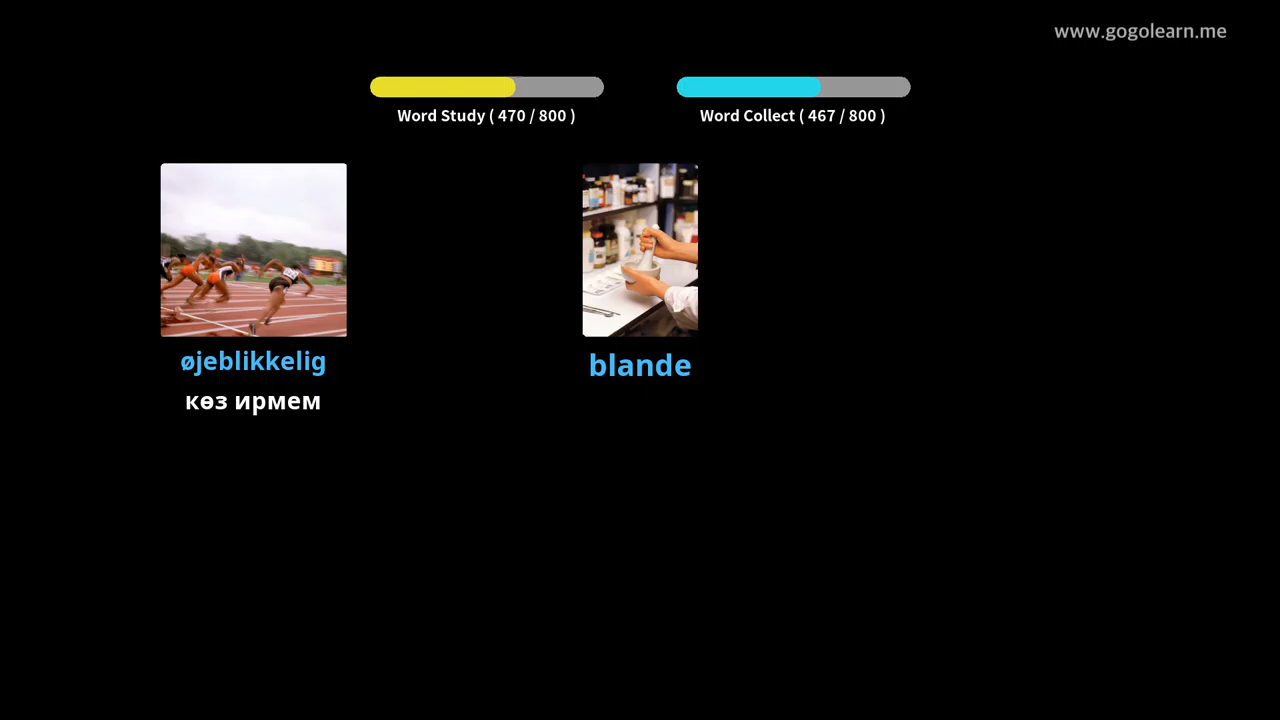 www.gogolearn.me
Word Study ( 470 / 800 )
Word Collect ( 467 / 800 )
øjeblikkelig
көз ирмем
blande